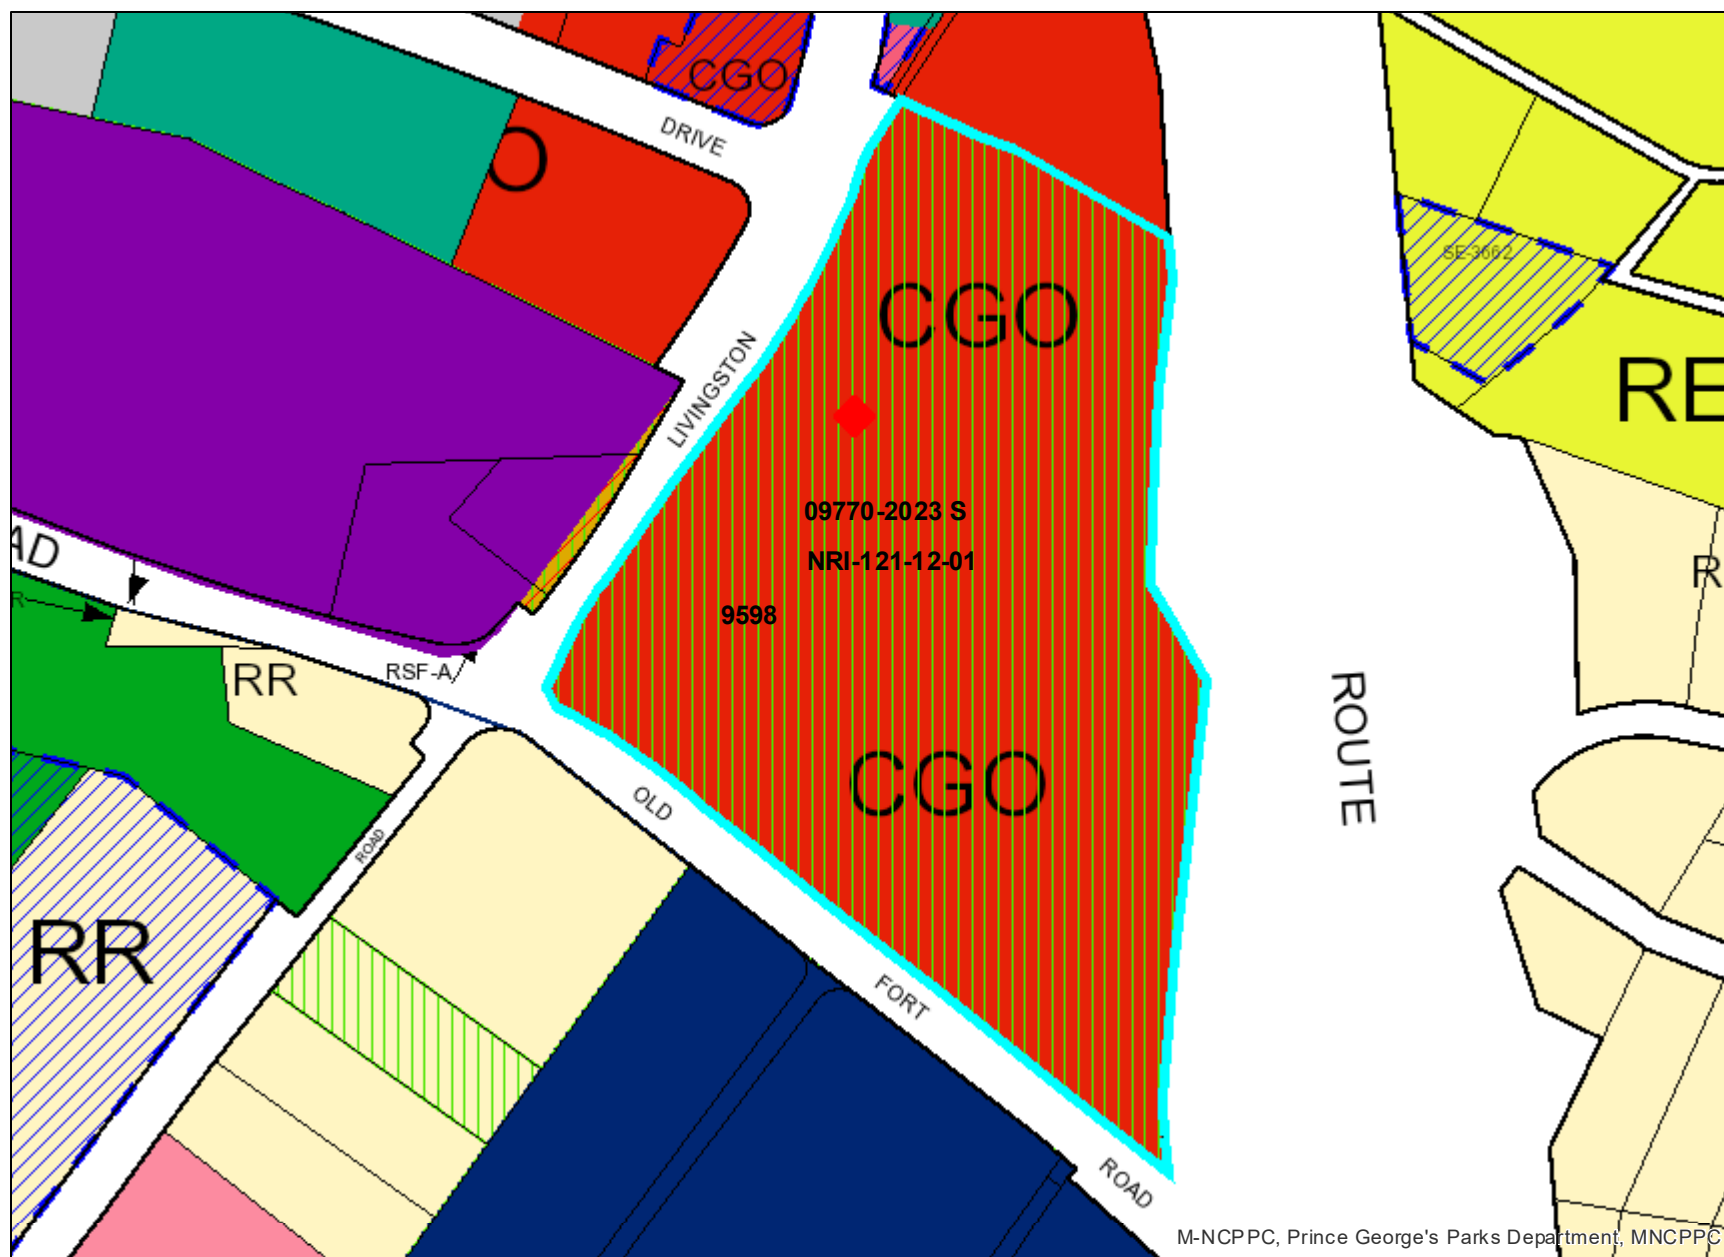 CGO
DRIVE
O
SE-3662
CGO
RE
LIVINGSTON
09770-2023 S
NRI-121-12-01
AD
R
R
9598
RSF-A
RR
ROUTE
CGO
OLD
ROAD
RR
FORT
ROAD
M-NCPPC, Prince George's Parks Department, MNCPPC